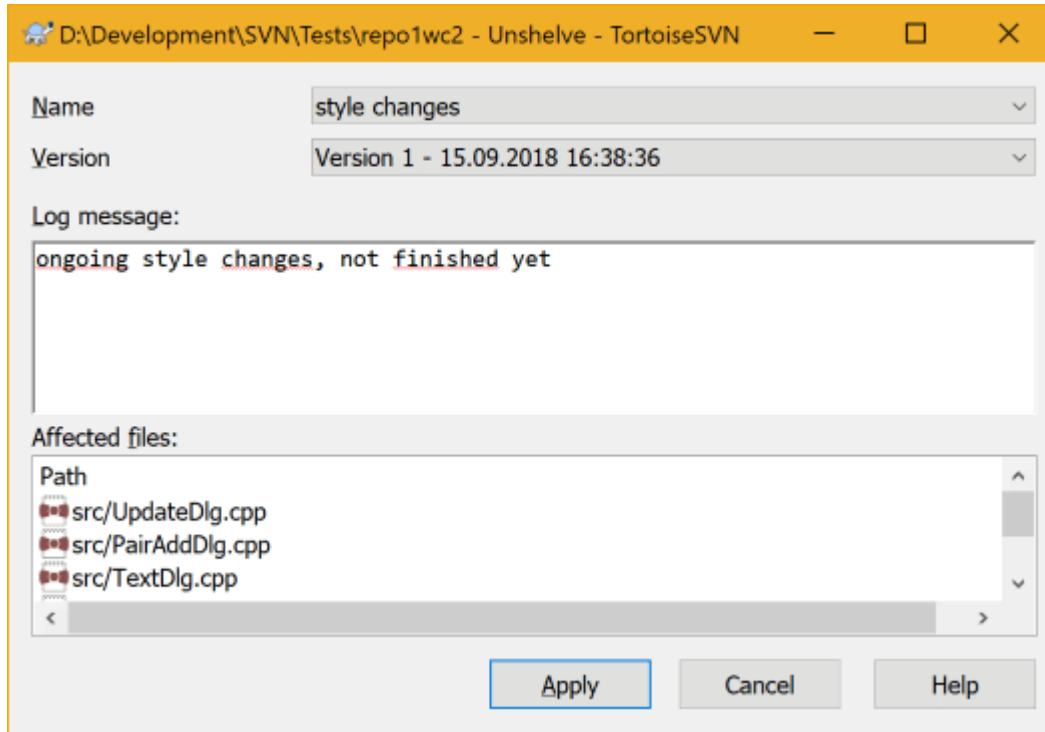 D:\Development\SVN\Tests\repo1wc2 - Unshelve - TortoiseSVN
Name
style changes
Version
Version 1 - 15.09.2018 16:38:36
Log message:
ongoing style changes, not finished yet
Affected files:
Path
src/UpdateDlg.cpp
src/PairAddDlg.cpp
src/TextDlg.cpp
Apply
Cancel
Help